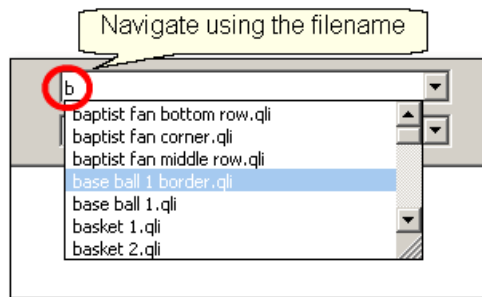 Navigate using the filename
b
baptist fan bottom row.qli
baptist fan corner.qli
baptist fan middle row.qli
base ball 1 border.qli
base ball 1.qli
basket 1.qli
basket 2.qli